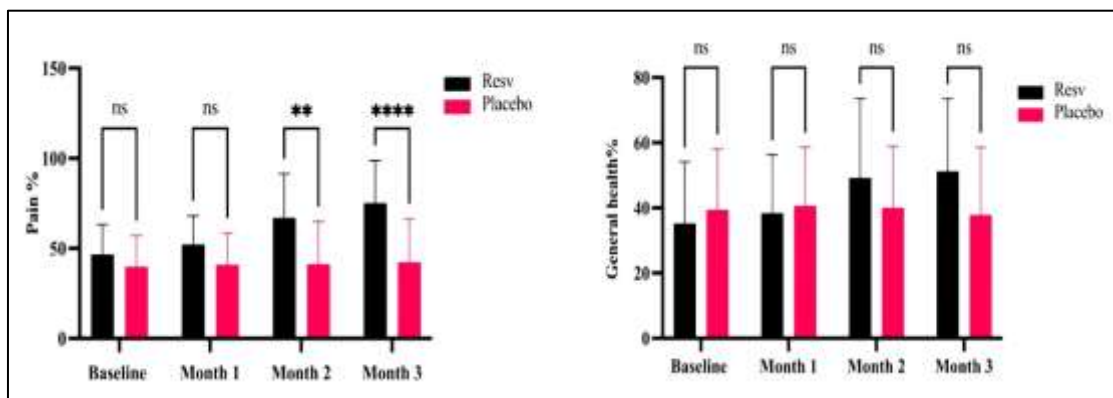 150
100
50
0
Pain %
ns
ns
**
****
Resv
Placebo
Baseline
Month 1
Month 2
Month 3
80
60
40
20
0
General health%
ns
ns
ns
ns
Resv
Placebo
Baseline
Month 1
Month 2
Month 3